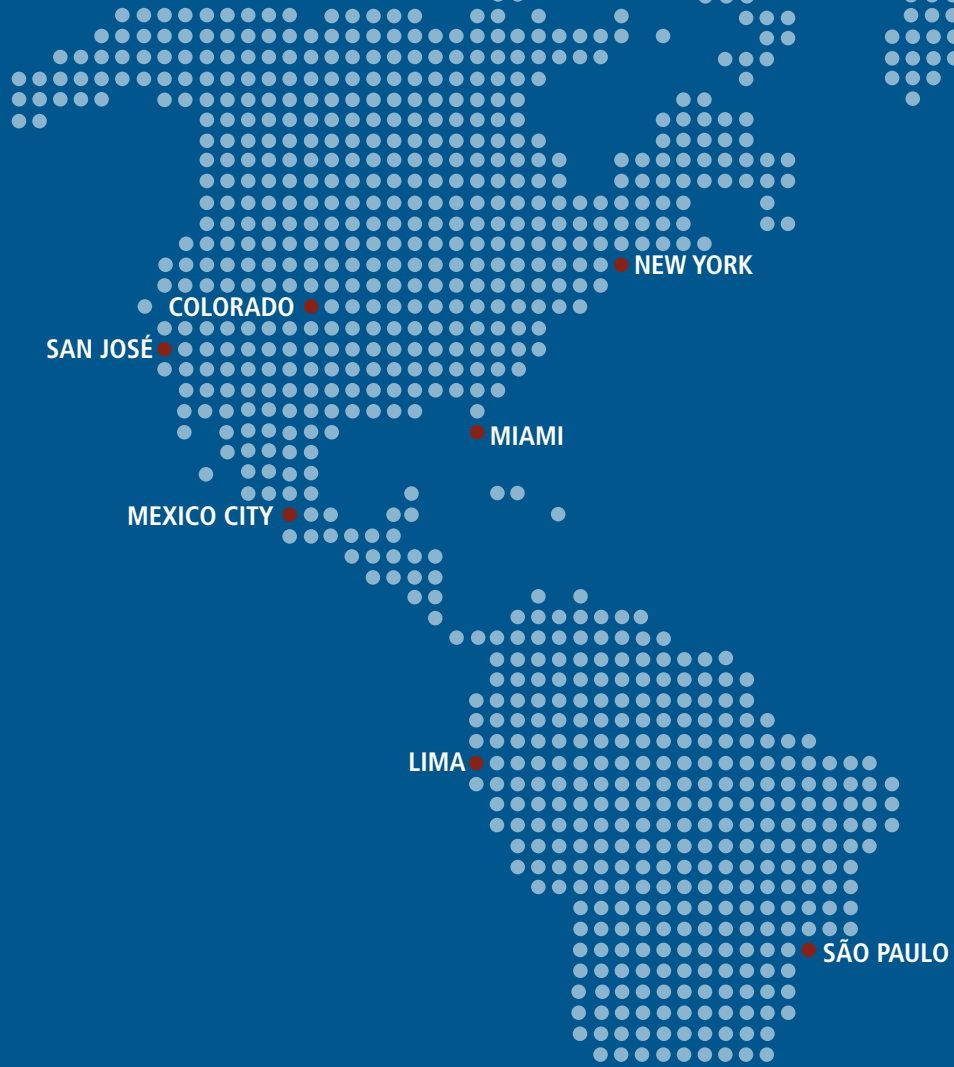 NEW YORK
COLORADO
SAN JOSÉ
MIAMI
MEXICO CITY
LIMA
SÃO PAULO